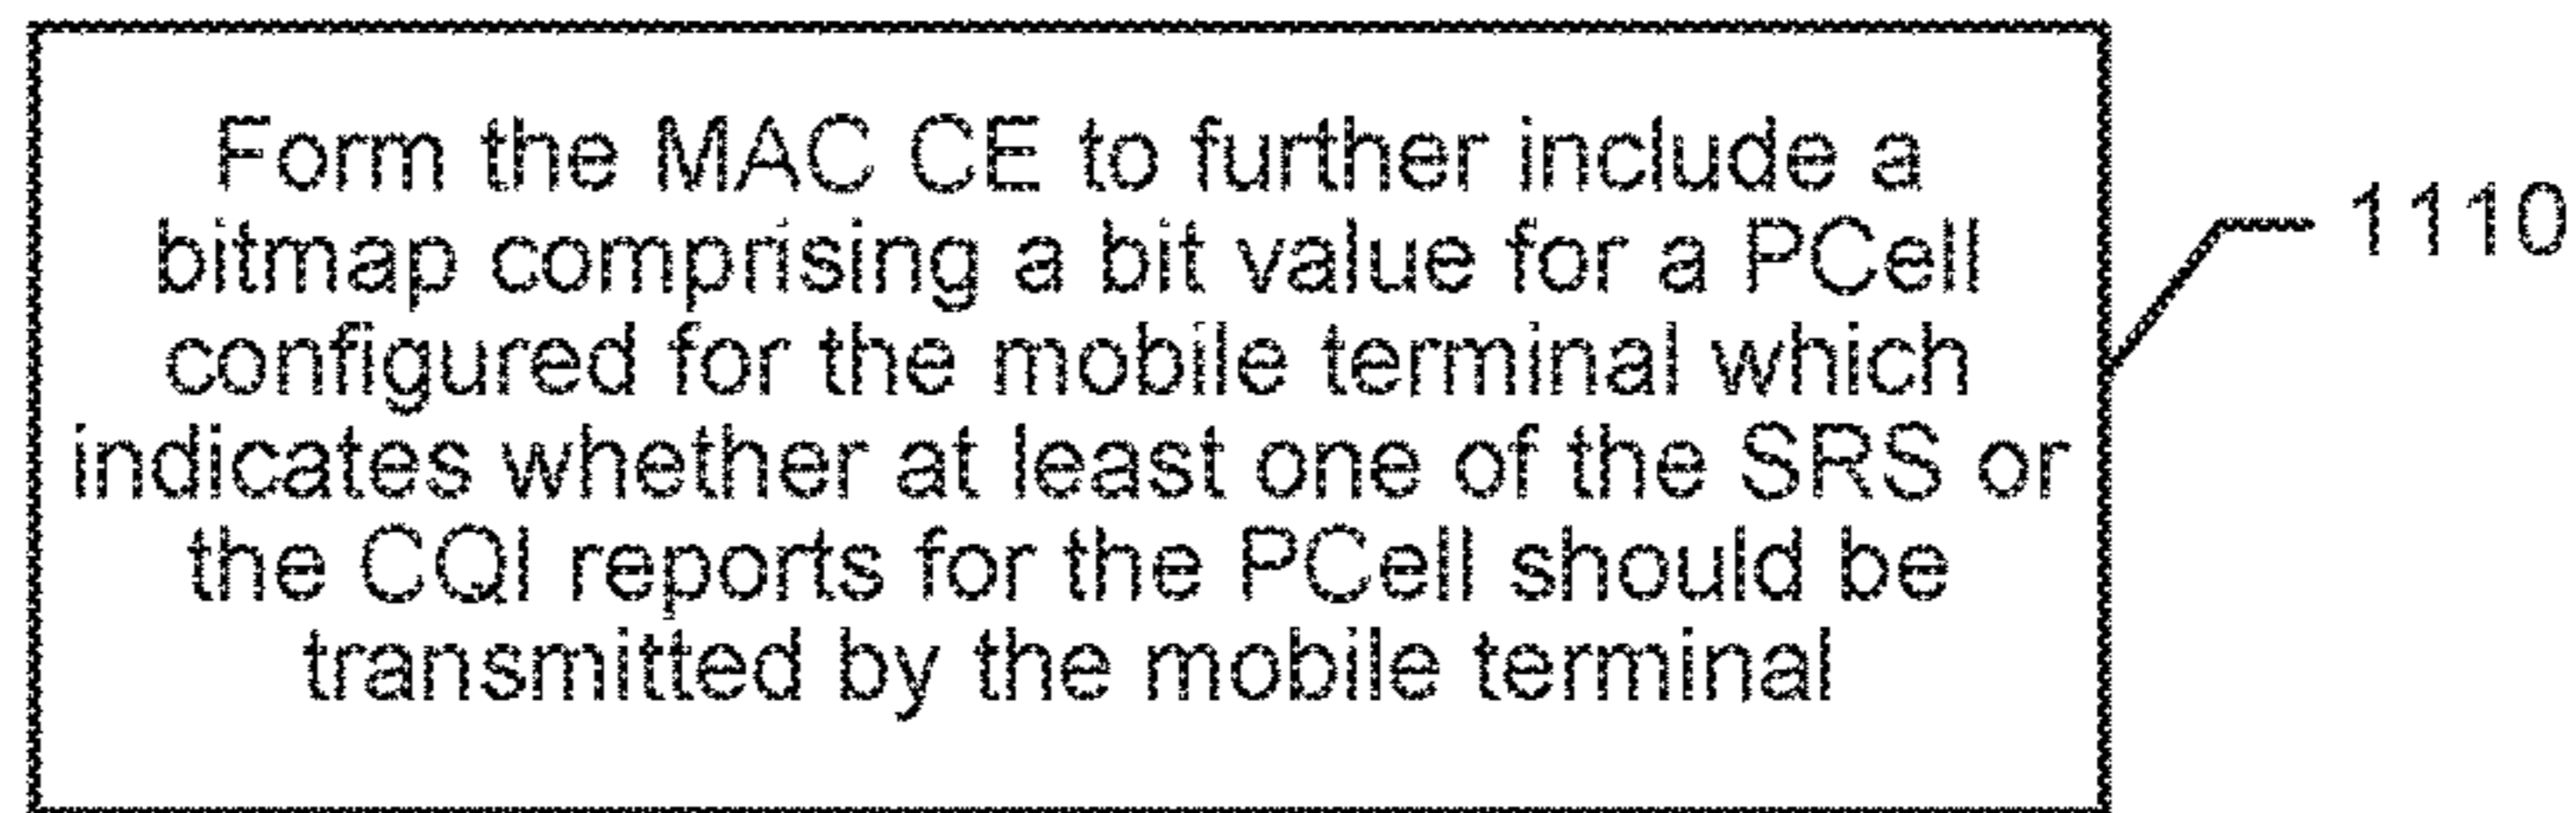 Form the MAC CE to further include a
bitmap comprising a bit value for a PCell
configured for the mobile terminal which
indicates whether at least one of the SRS or
the CQI reports for the PCell should be
transmitted by the mobile terminal
1110